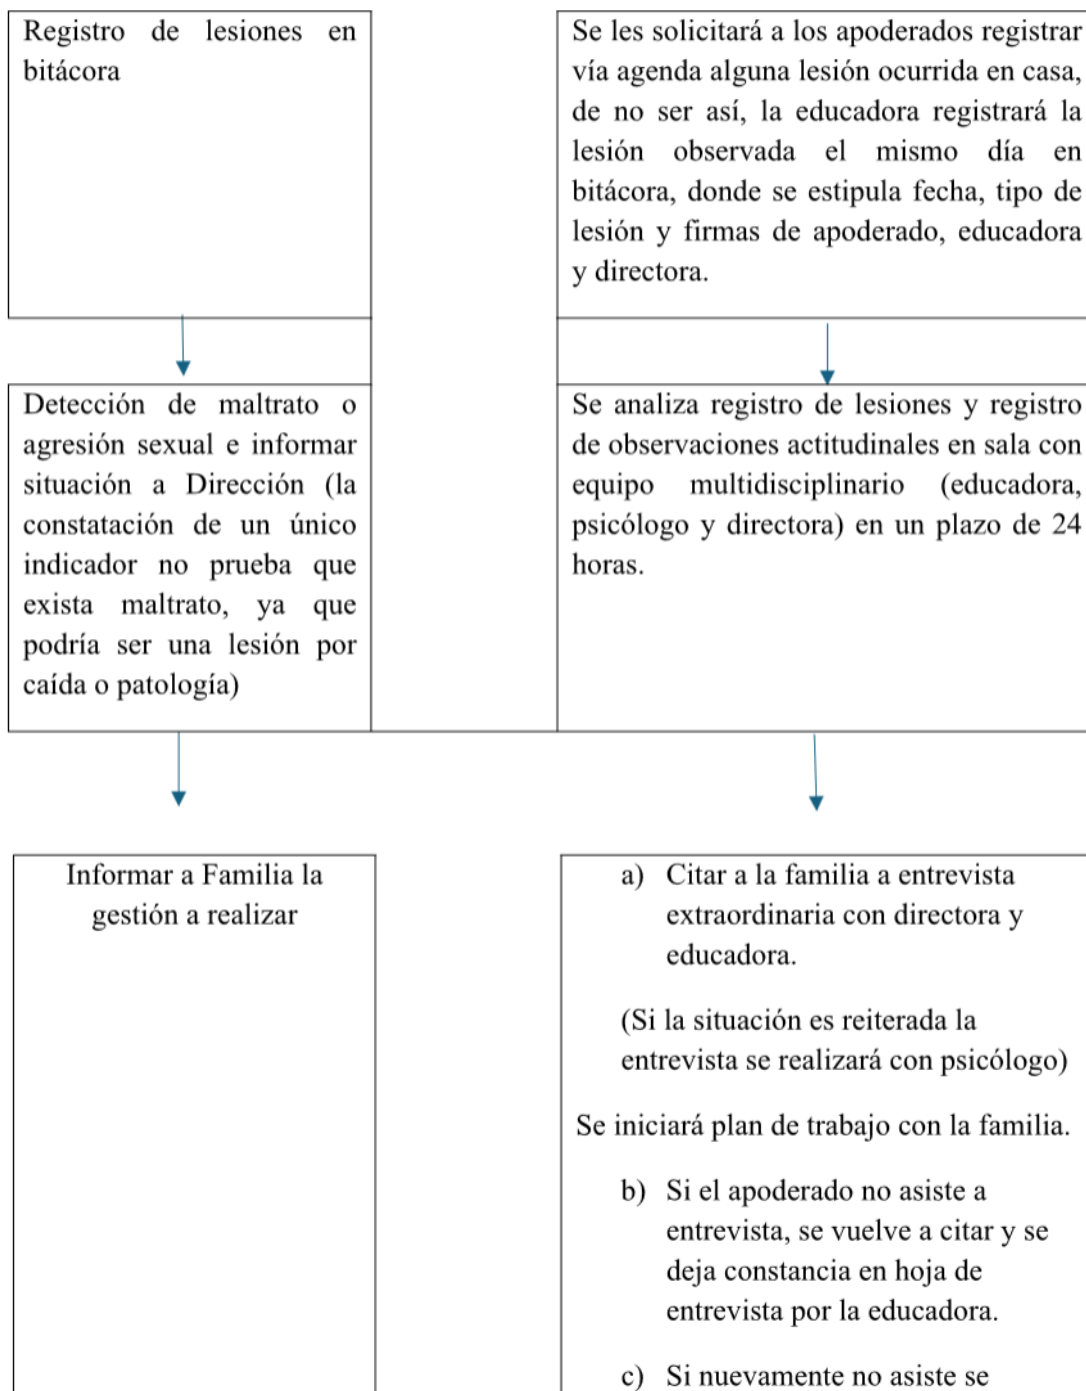 Registro de lesiones en
bitácora
Se les solicitará a los apoderados registrar
vía agenda alguna lesión ocurrida en casa,
de no ser así, la educadora registrará la
lesión observada el mismo día en
bitácora, donde se estipula fecha, tipo de
lesión y firmas de apoderado, educadora
y directora.
Detección de maltrato o
agresión sexual e informar
situación a Dirección (la
constatación de un único
indicador no prueba que
exista maltrato, ya que
podría ser una lesión por
caída o patología)
Se analiza registro de lesiones y registro
de observaciones actitudinales en sala con
equipo multidisciplinario (educadora,
psicólogo y directora) en un plazo de 24
horas.
Informar a Familia la
gestión a realizar
a) Citar a la familia a entrevista
extraordinaria con directora y
educadora.
(Si la situación es reiterada la
entrevista se realizará con psicólogo)
Se iniciará plan de trabajo con la familia.
b) Si el apoderado no asiste a
entrevista, se vuelve a citar y se
deja constancia en hoja de
entrevista por la educadora.
c) Si nuevamente no asiste se